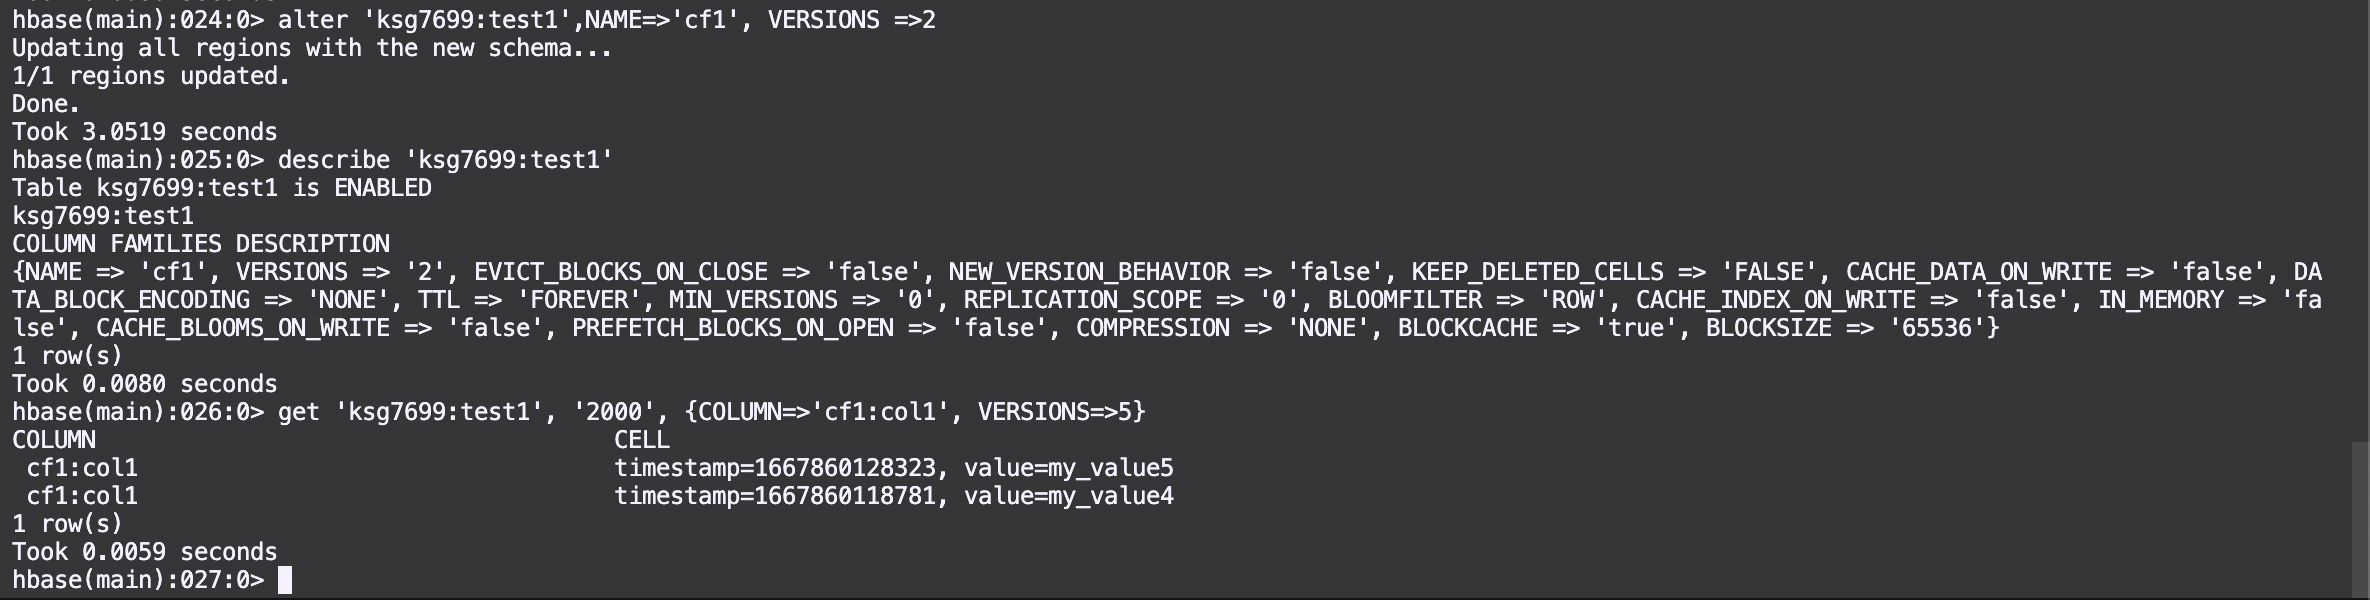 hbase(main):024:0> alter 'ksg7699:test1',NAME=>'cf1', VERSIONS =>2
Updating all regions with the new schema...
1/1 regions updated.
Done.
Took 3.0519 seconds
hbase(main):025:0> describe 'ksg7699:test1'
Table ksg7699:test1 is ENABLED
ksg7699:test1
COLUMN FAMILIES DESCRIPTION
{NAME => 'cf1', VERSIONS => '2', EVICT_BLOCKS_ON_CLOSE => 'false', NEW_VERSION_BEHAVIOR => 'false', KEEP_DELETED_CELLS => 'FALSE', CACHE_DATA_ON_WRITE => 'false', DA
TA_BLOCK_ENCODING => 'NONE', TTL => 'FOREVER', MIN_VERSIONS => '0', REPLICATION_SCOPE => '0', BLOOMFILTER => 'ROW', CACHE_INDEX_ON_WRITE => 'false', IN_MEMORY => 'fa
lse', CACHE_BLOOMS_ON_WRITE => 'false', PREFETCH_BLOCKS_ON_OPEN => 'false', COMPRESSION => 'NONE', BLOCKCACHE => 'true', BLOCKSIZE => '65536'}
1 row(s)
Took 0.0080 seconds
hbase(main):026:0> get 'ksg7699:test1', '2000', {COLUMN=>'cf1:col1', VERSIONS=>5}
COLUMN CELL
cf1:col1 timestamp=1667860128323, value=my_value5
cf1:col1 timestamp=1667860118781, value=my_value4
1 row(s)
Took 0.0059 seconds
hbase(main):027:0>